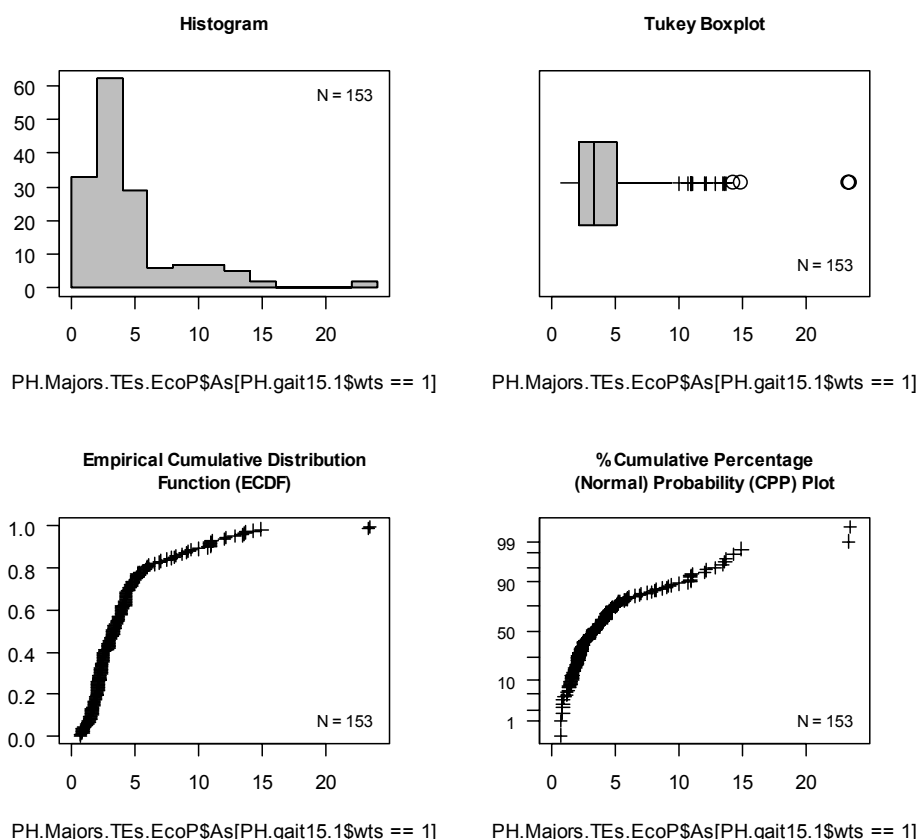 Histogram
60
50
40
30
20
10
0
N = 153
0 5 10 15 20
PH.Majors.TEs.EcoP$As[PH.gait15.1$wts == 1]
Tukey Boxplot
N = 153
0 5 10 15 20
PH.Majors.TEs.EcoP$As[PH.gait15.1$wts == 1]
Empirical Cumulative Distribution
Function (ECDF)
1.0
0.8
0.6
0.4
0.2
0.0
N = 153
0 5 10 15 20
PH.Majors.TEs.EcoP$As[PH.gait15.1$wts == 1]
% Cumulative Percentage
(Normal) Probability (CPP) Plot
99
90
50
10
1
N = 153
0 5 10 15 20
PH.Majors.TEs.EcoP$As[PH.gait15.1$wts == 1]